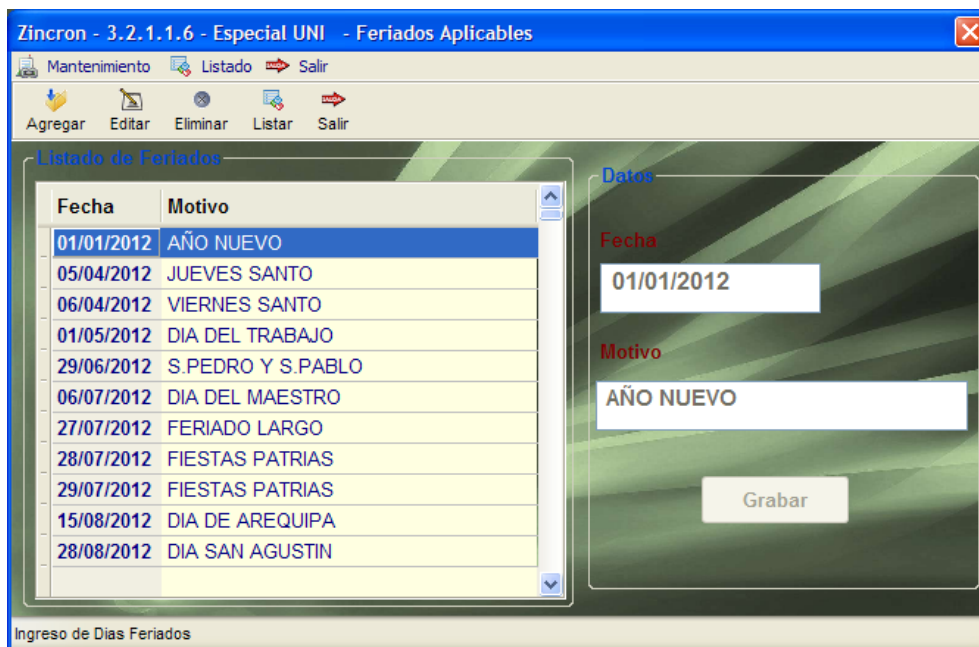 Zincron - 3.2.1.1.6 - Especial UNI - Feriados Aplicables
Mantenimiento Listado Salir
Agregar Editar Eliminar Listar Salir
Listado de Feriados
Fecha Motivo
01/01/2012 AÑO NUEVO
05/04/2012 JUEVES SANTO
06/04/2012 VIERNES SANTO
01/05/2012 DIA DEL TRABAJO
29/06/2012 S.PEDRO Y S.PABLO
06/07/2012 DIA DEL MAESTRO
27/07/2012 FERIADO LARGO
28/07/2012 FIESTAS PATRIAS
29/07/2012 FIESTAS PATRIAS
15/08/2012 DIA DE AREQUIPA
28/08/2012 DIA SAN AGUSTIN
Datos
Fecha
01/01/2012
Motivo
AÑO NUEVO
Grabar
Ingreso de Dias Feriados